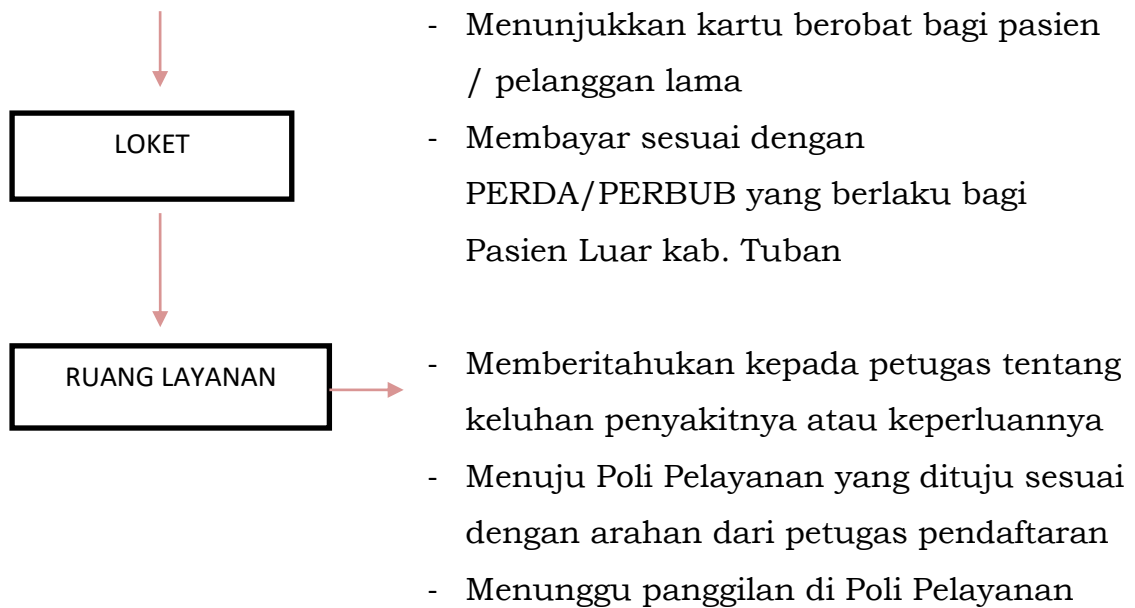 - Menunjukkan kartu berobat bagi pasien
/ pelanggan lama
LOKET
- Membayar sesuai dengan
PERDA/PERBUB yang berlaku bagi
Pasien Luar kab. Tuban
RUANG LAYANAN
- Memberitahukan kepada petugas tentang
keluhan penyakitnya atau keperluannya
- Menuju Poli Pelayanan yang dituju sesuai
dengan arahan dari petugas pendaftaran
- Menunggu panggilan di Poli Pelayanan